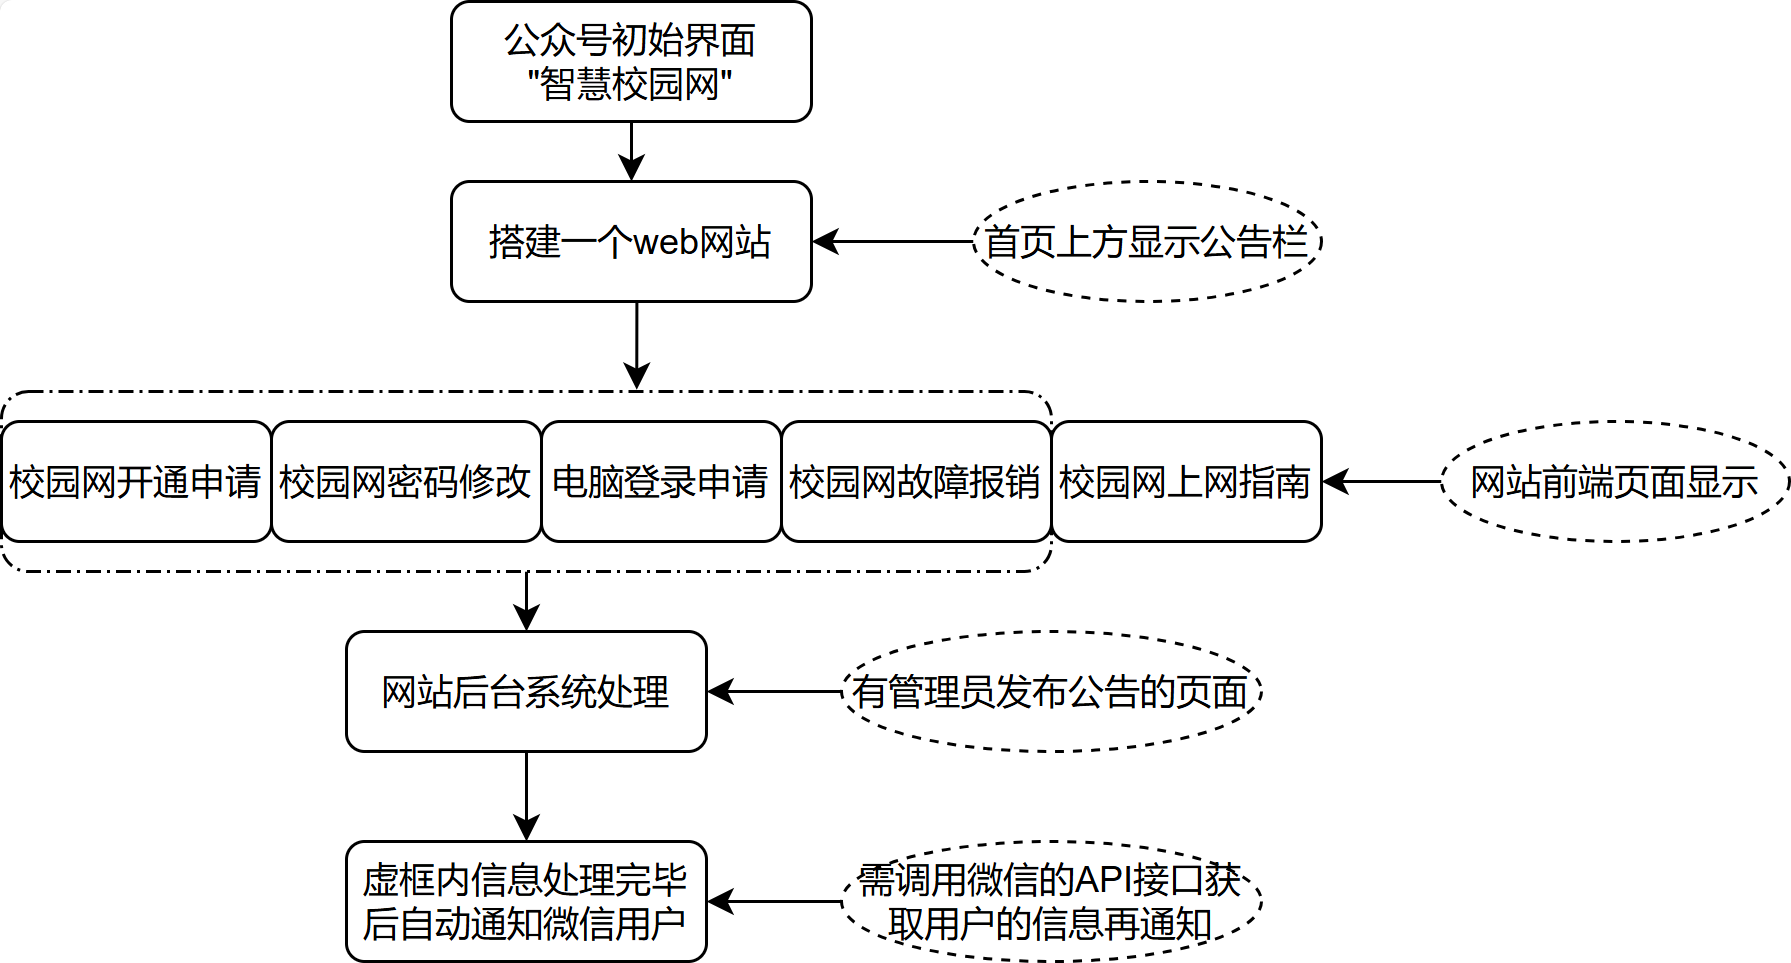 公众号初始界面
"智慧校园网"
搭建一个web网站
首页上方显示公告栏
校园网开通申请
校园网密码修改
电脑登录申请
校园网故障报销
校园网上网指南
网站前端页面显示
网站后台系统处理
有管理员发布公告的页面
虚框内信息处理完毕
后自动通知微信用户
需调用微信的API接口获
取用户的信息再通知